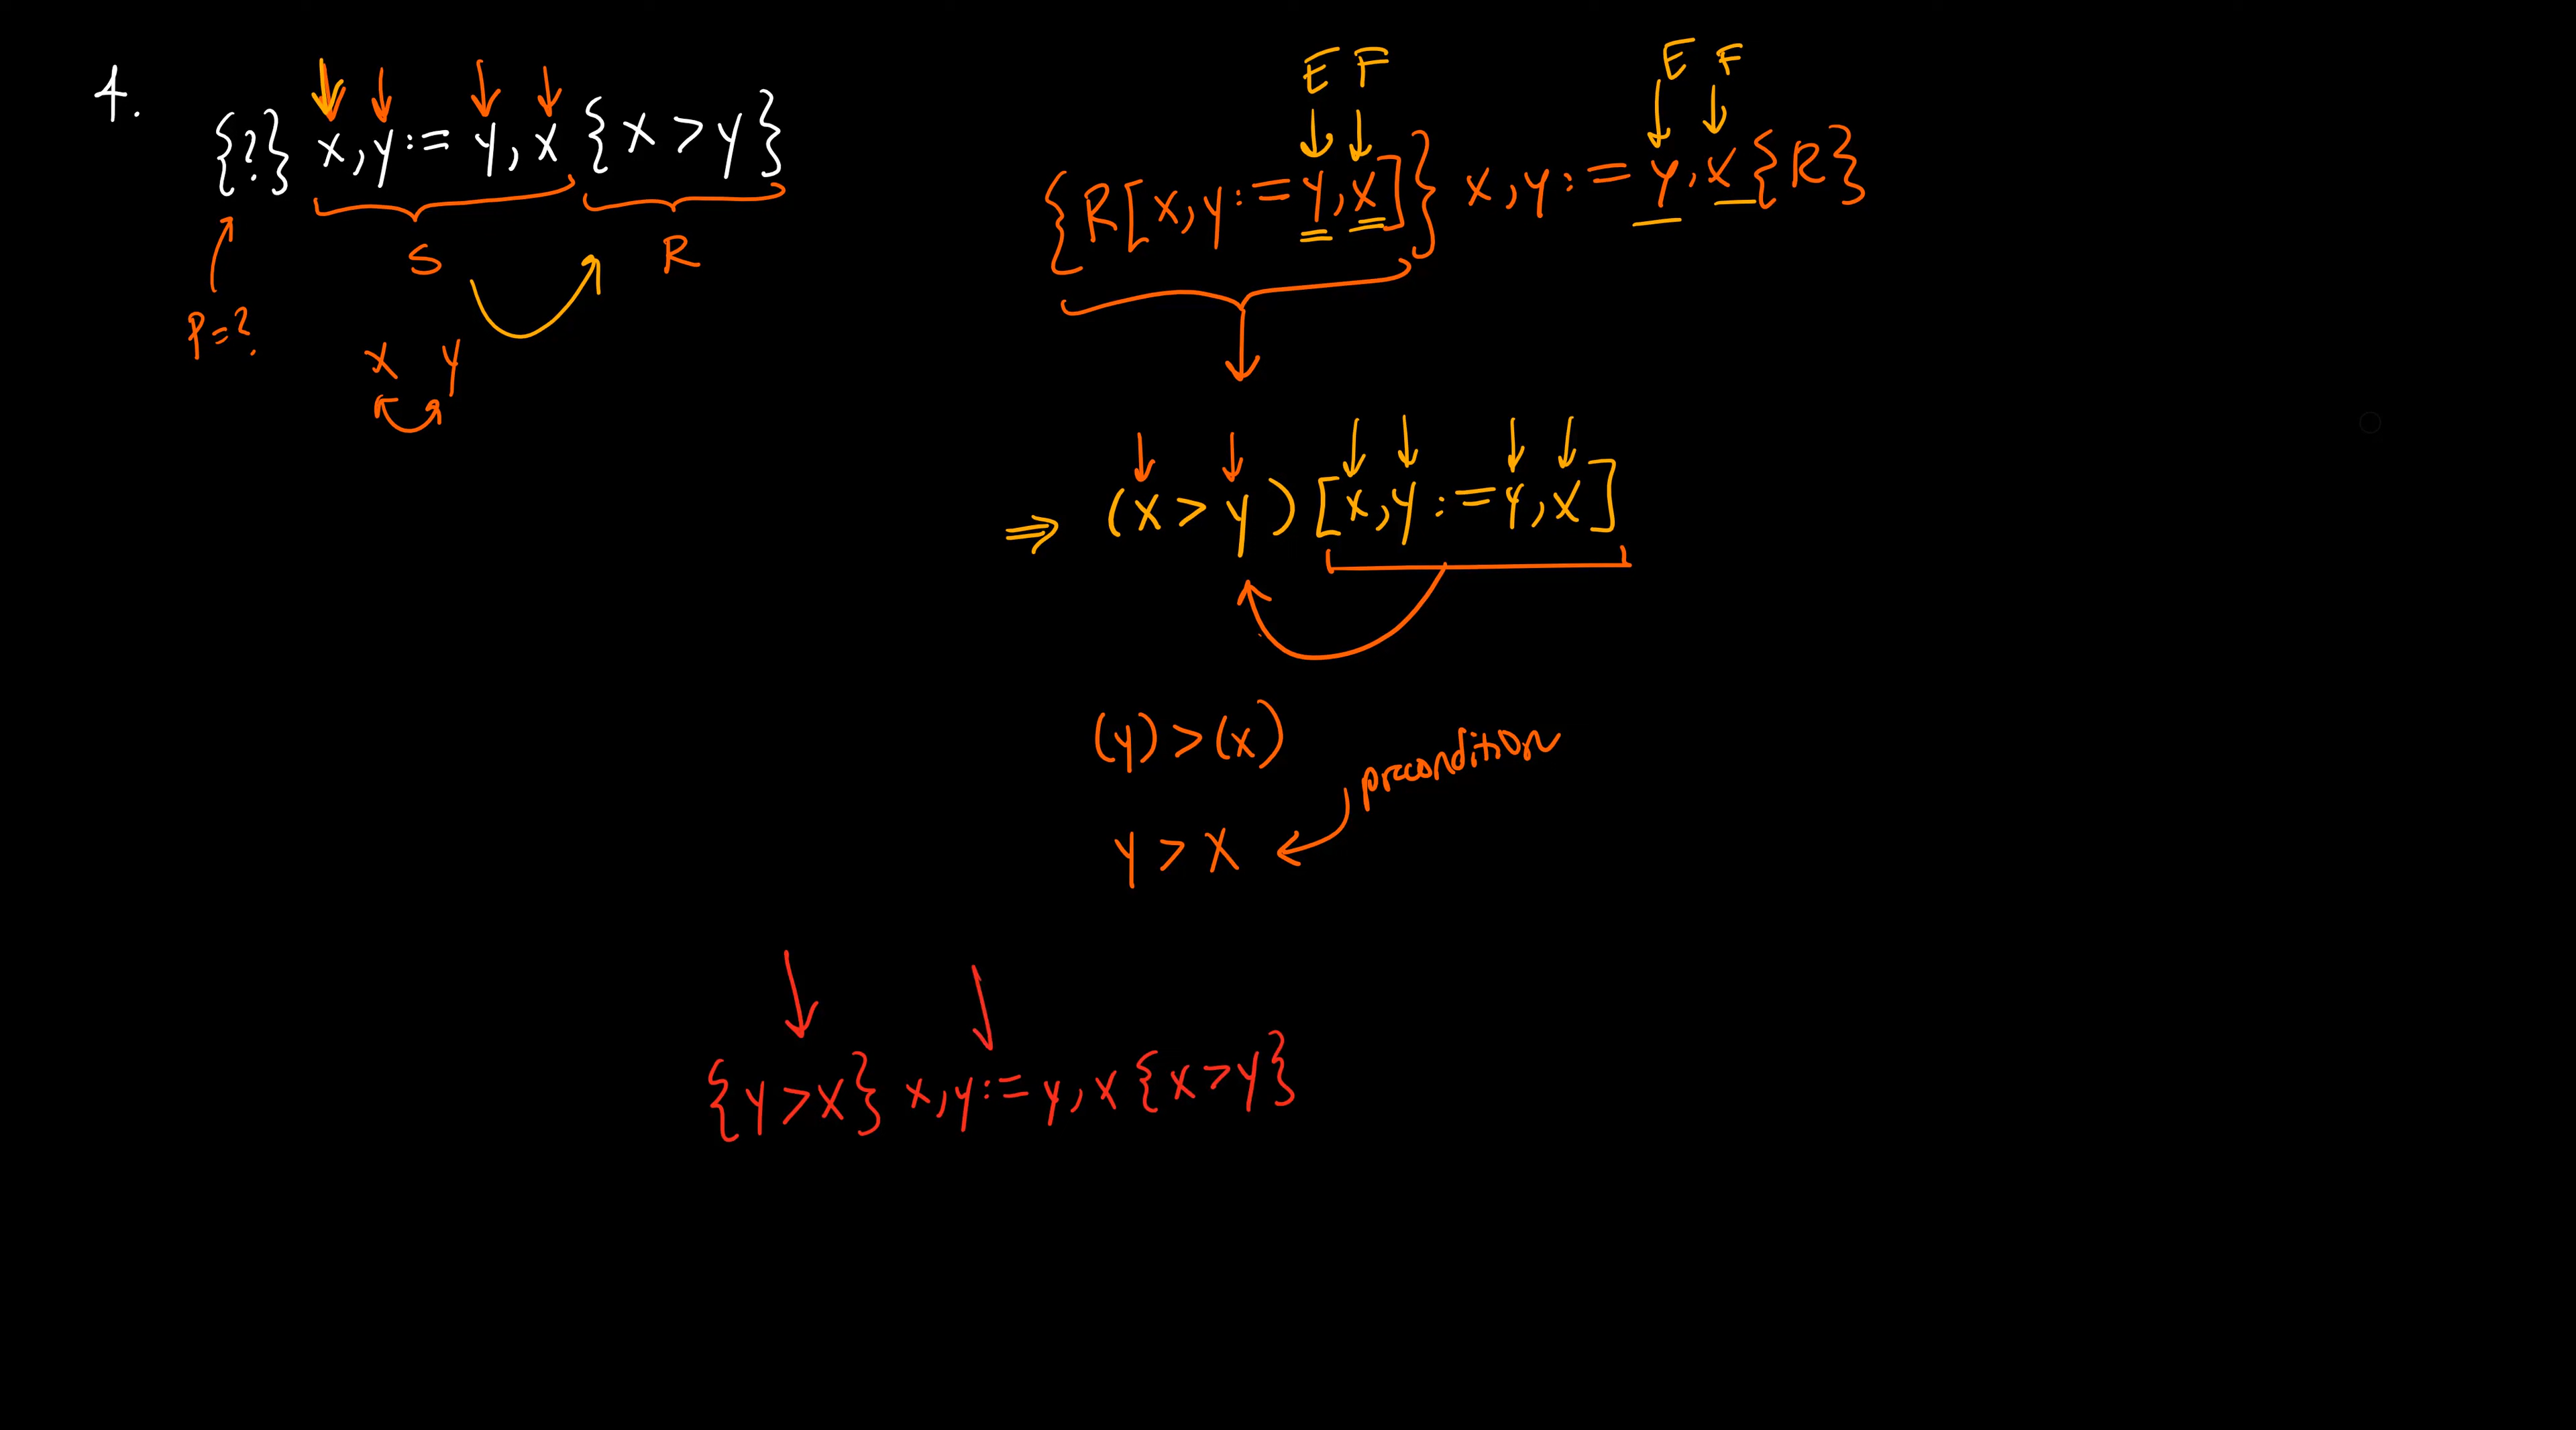 4.
{?} x,y := y,x {x > y}
S
R
P = ?
x y
E F
E F
{R[x,y := y,x]} x,y := y,x {R}
⇒ (x > y)[x,y := y,x]
(y) > (x)
precondition
y > x
{y > x} x,y := y,x {x > y}